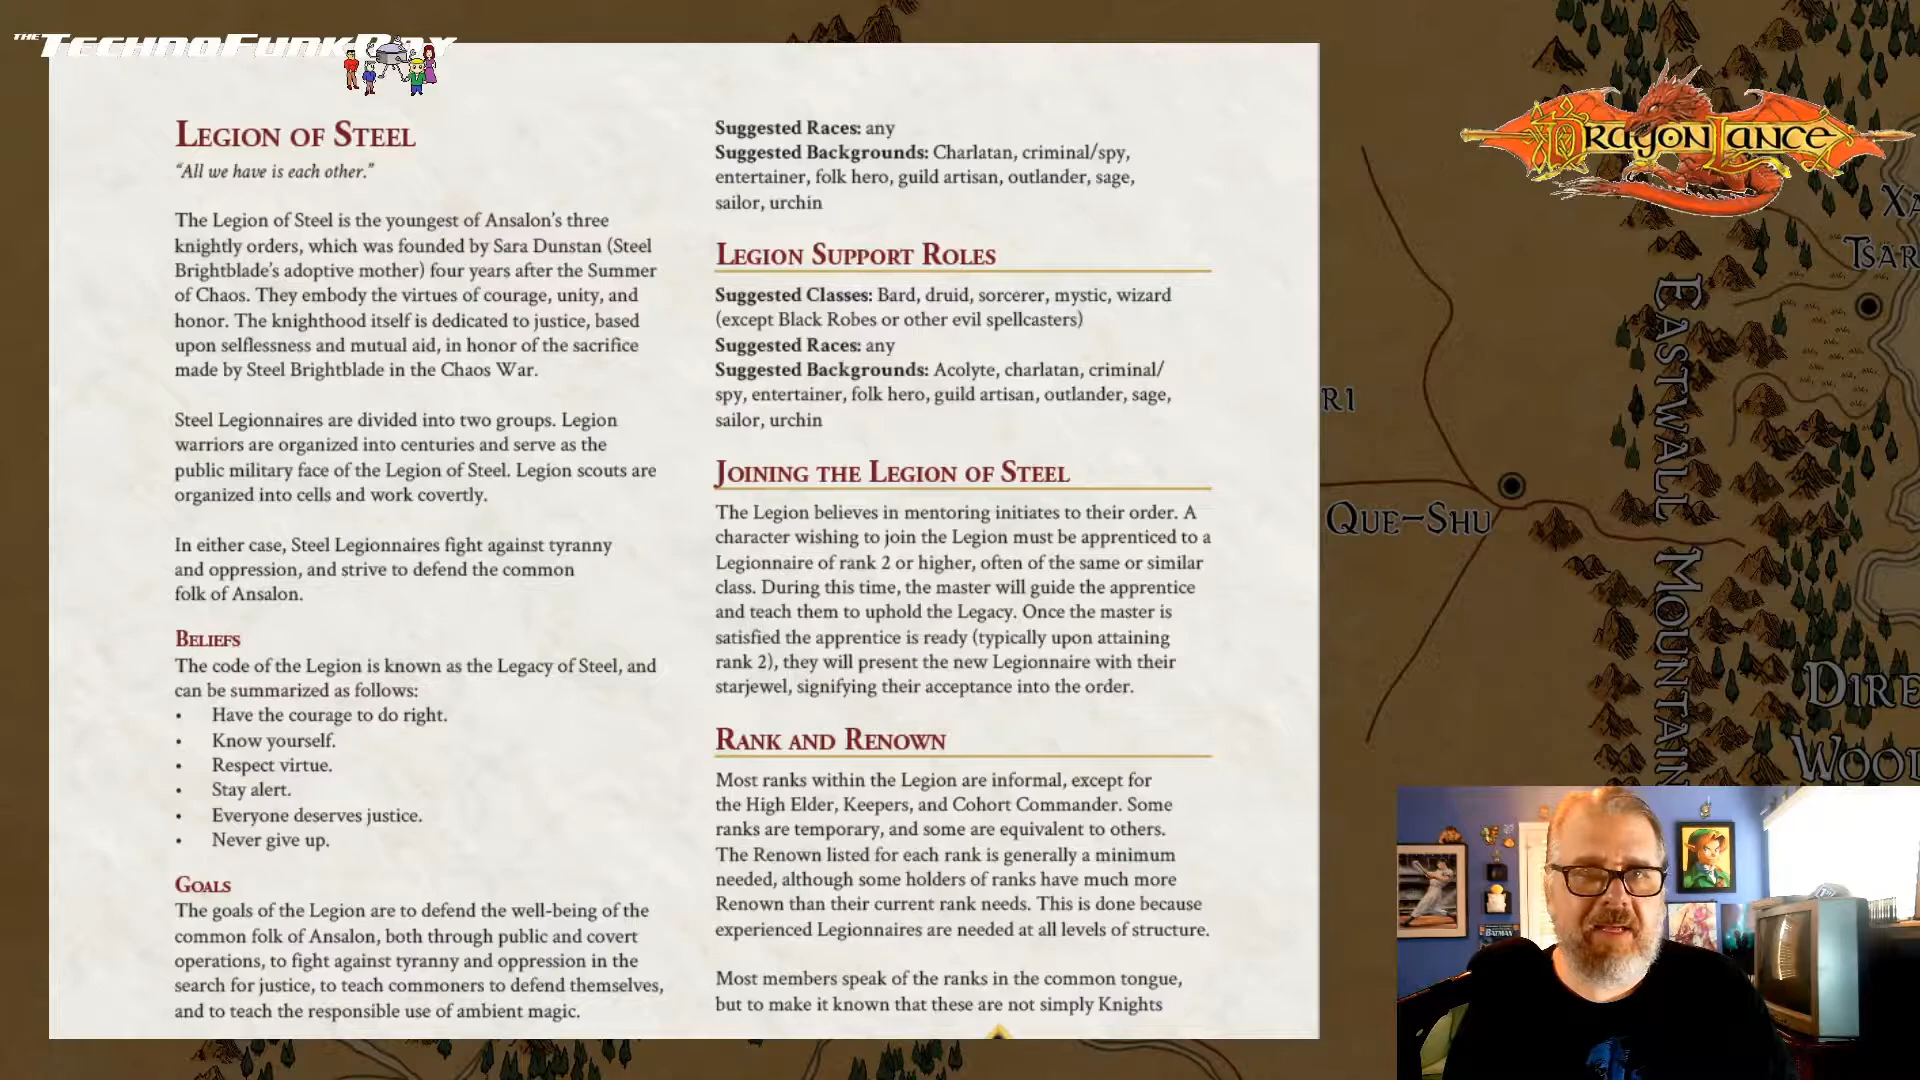 THE TECHNOFUNKBOY
LEGION OF STEEL
“All we have is each other.”
The Legion of Steel is the youngest of Ansalon’s three
knightly orders, which was founded by Sara Dunstan (Steel
Brightblade’s adoptive mother) four years after the Summer
of Chaos. They embody the virtues of courage, unity, and
honor. The knighthood itself is dedicated to justice, based
upon selflessness and mutual aid, in honor of the sacrifice
made by Steel Brightblade in the Chaos War.
Steel Legionnaires are divided into two groups. Legion
warriors are organized into centuries and serve as the
public military face of the Legion of Steel. Legion scouts are
organized into cells and work covertly.
In either case, Steel Legionnaires fight against tyranny
and oppression, and strive to defend the common
folk of Ansalon.
BELIEFS
The code of the Legion is known as the Legacy of Steel, and
can be summarized as follows:
• Have the courage to do right.
• Know yourself.
• Respect virtue.
• Stay alert.
• Everyone deserves justice.
• Never give up.
GOALS
The goals of the Legion are to defend the well-being of the
common folk of Ansalon, both through public and covert
operations, to fight against tyranny and oppression in the
search for justice, to teach commoners to defend themselves,
and to teach the responsible use of ambient magic.
Suggested Races: any
Suggested Backgrounds: Charlatan, criminal/spy,
entertainer, folk hero, guild artisan, outlander, sage,
sailor, urchin
LEGION SUPPORT ROLES
Suggested Classes: Bard, druid, sorcerer, mystic, wizard
(except Black Robes or other evil spellcasters)
Suggested Races: any
Suggested Backgrounds: Acolyte, charlatan, criminal/
spy, entertainer, folk hero, guild artisan, outlander, sage,
sailor, urchin
JOINING THE LEGION OF STEEL
The Legion believes in mentoring initiates to their order. A
character wishing to join the Legion must be apprenticed to a
Legionnaire of rank 2 or higher, often of the same or similar
class. During this time, the master will guide the apprentice
and teach them to uphold the Legacy. Once the master is
satisfied the apprentice is ready (typically upon attaining
rank 2), they will present the new Legionnaire with their
starjewel, signifying their acceptance into the order.
RANK AND RENOWN
Most ranks within the Legion are informal, except for
the High Elder, Keepers, and Cohort Commander. Some
ranks are temporary, and some are equivalent to others.
The Renown listed for each rank is generally a minimum
needed, although some holders of ranks have much more
Renown than their current rank needs. This is done because
experienced Legionnaires are needed at all levels of structure.
Most members speak of the ranks in the common tongue,
but to make it known that these are not simply Knights
DRAGONLANCE
XA
TSAR
EASTWALL MOUNTAIN
RI
QUE-SHU
DIRE
WOOD
BATMAN